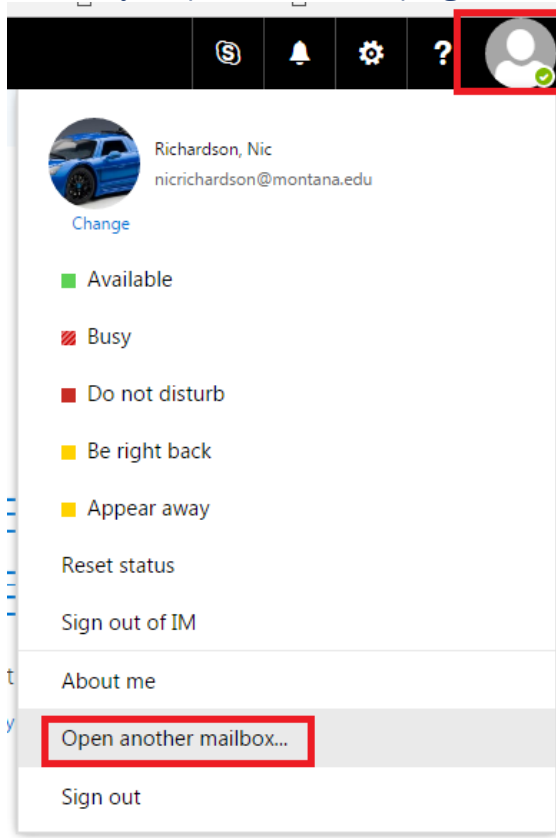 ?
Richardson, Nic
nicrichardson@montana.edu
Change
Available
Busy
Do not disturb
Be right back
Appear away
Reset status
Sign out of IM
About me
Open another mailbox...
Sign out